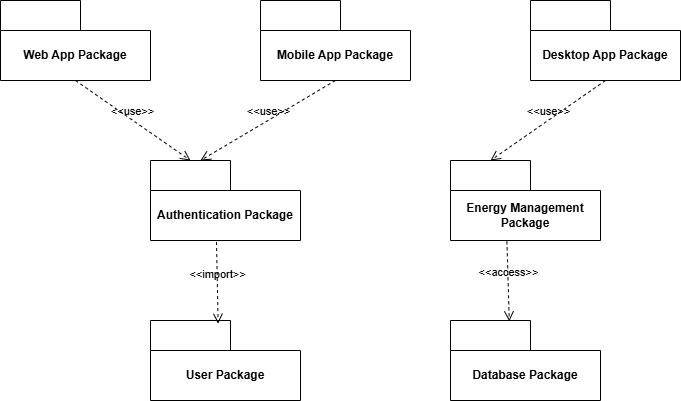 Web App Package
Mobile App Package
Desktop App Package
<<use>>
<<use>>
<<use>>
Authentication Package
Energy Management
Package
<<import>>
<<access>>
User Package
Database Package